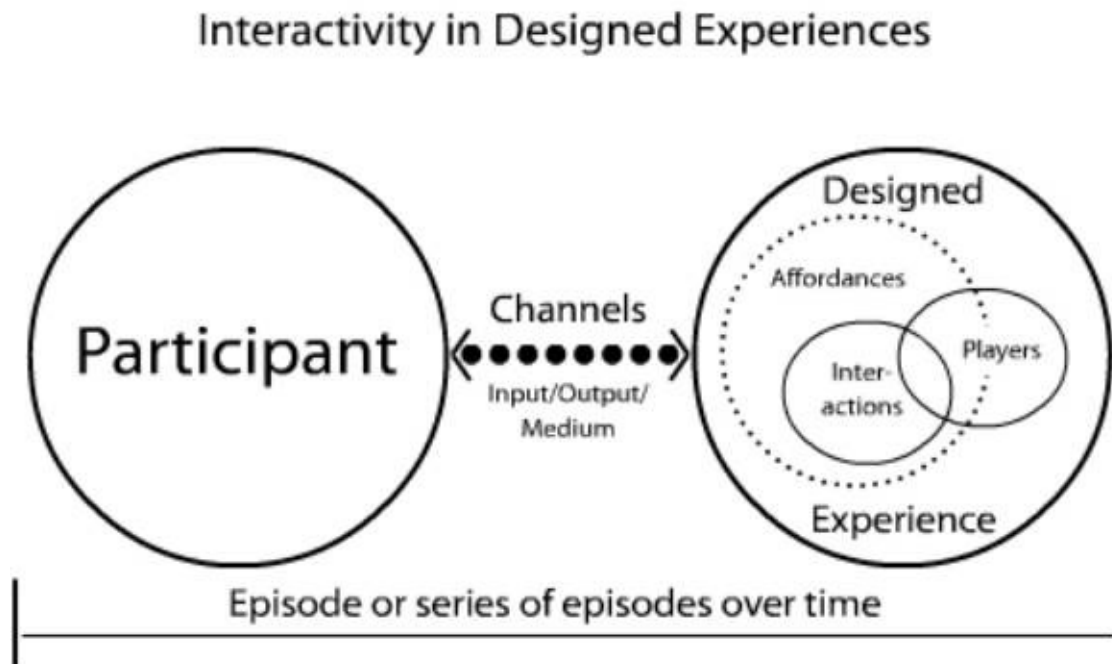 Interactivity in Designed Experiences
Participant
Channels
Input/Output/
Medium
Designed
Affordances
Players
Inter-
actions
Experience
Episode or series of episodes over time